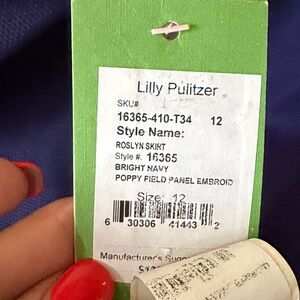 Lilly Pulitzer
SKU#
16365-410-T34 12
Style Name:
ROSLYN SKIRT
Style #: 16365
BRIGHT NAVY
POPPY FIELD PANEL EMBROID
Size: 12
6 30306 41443 2
Manufacturer's